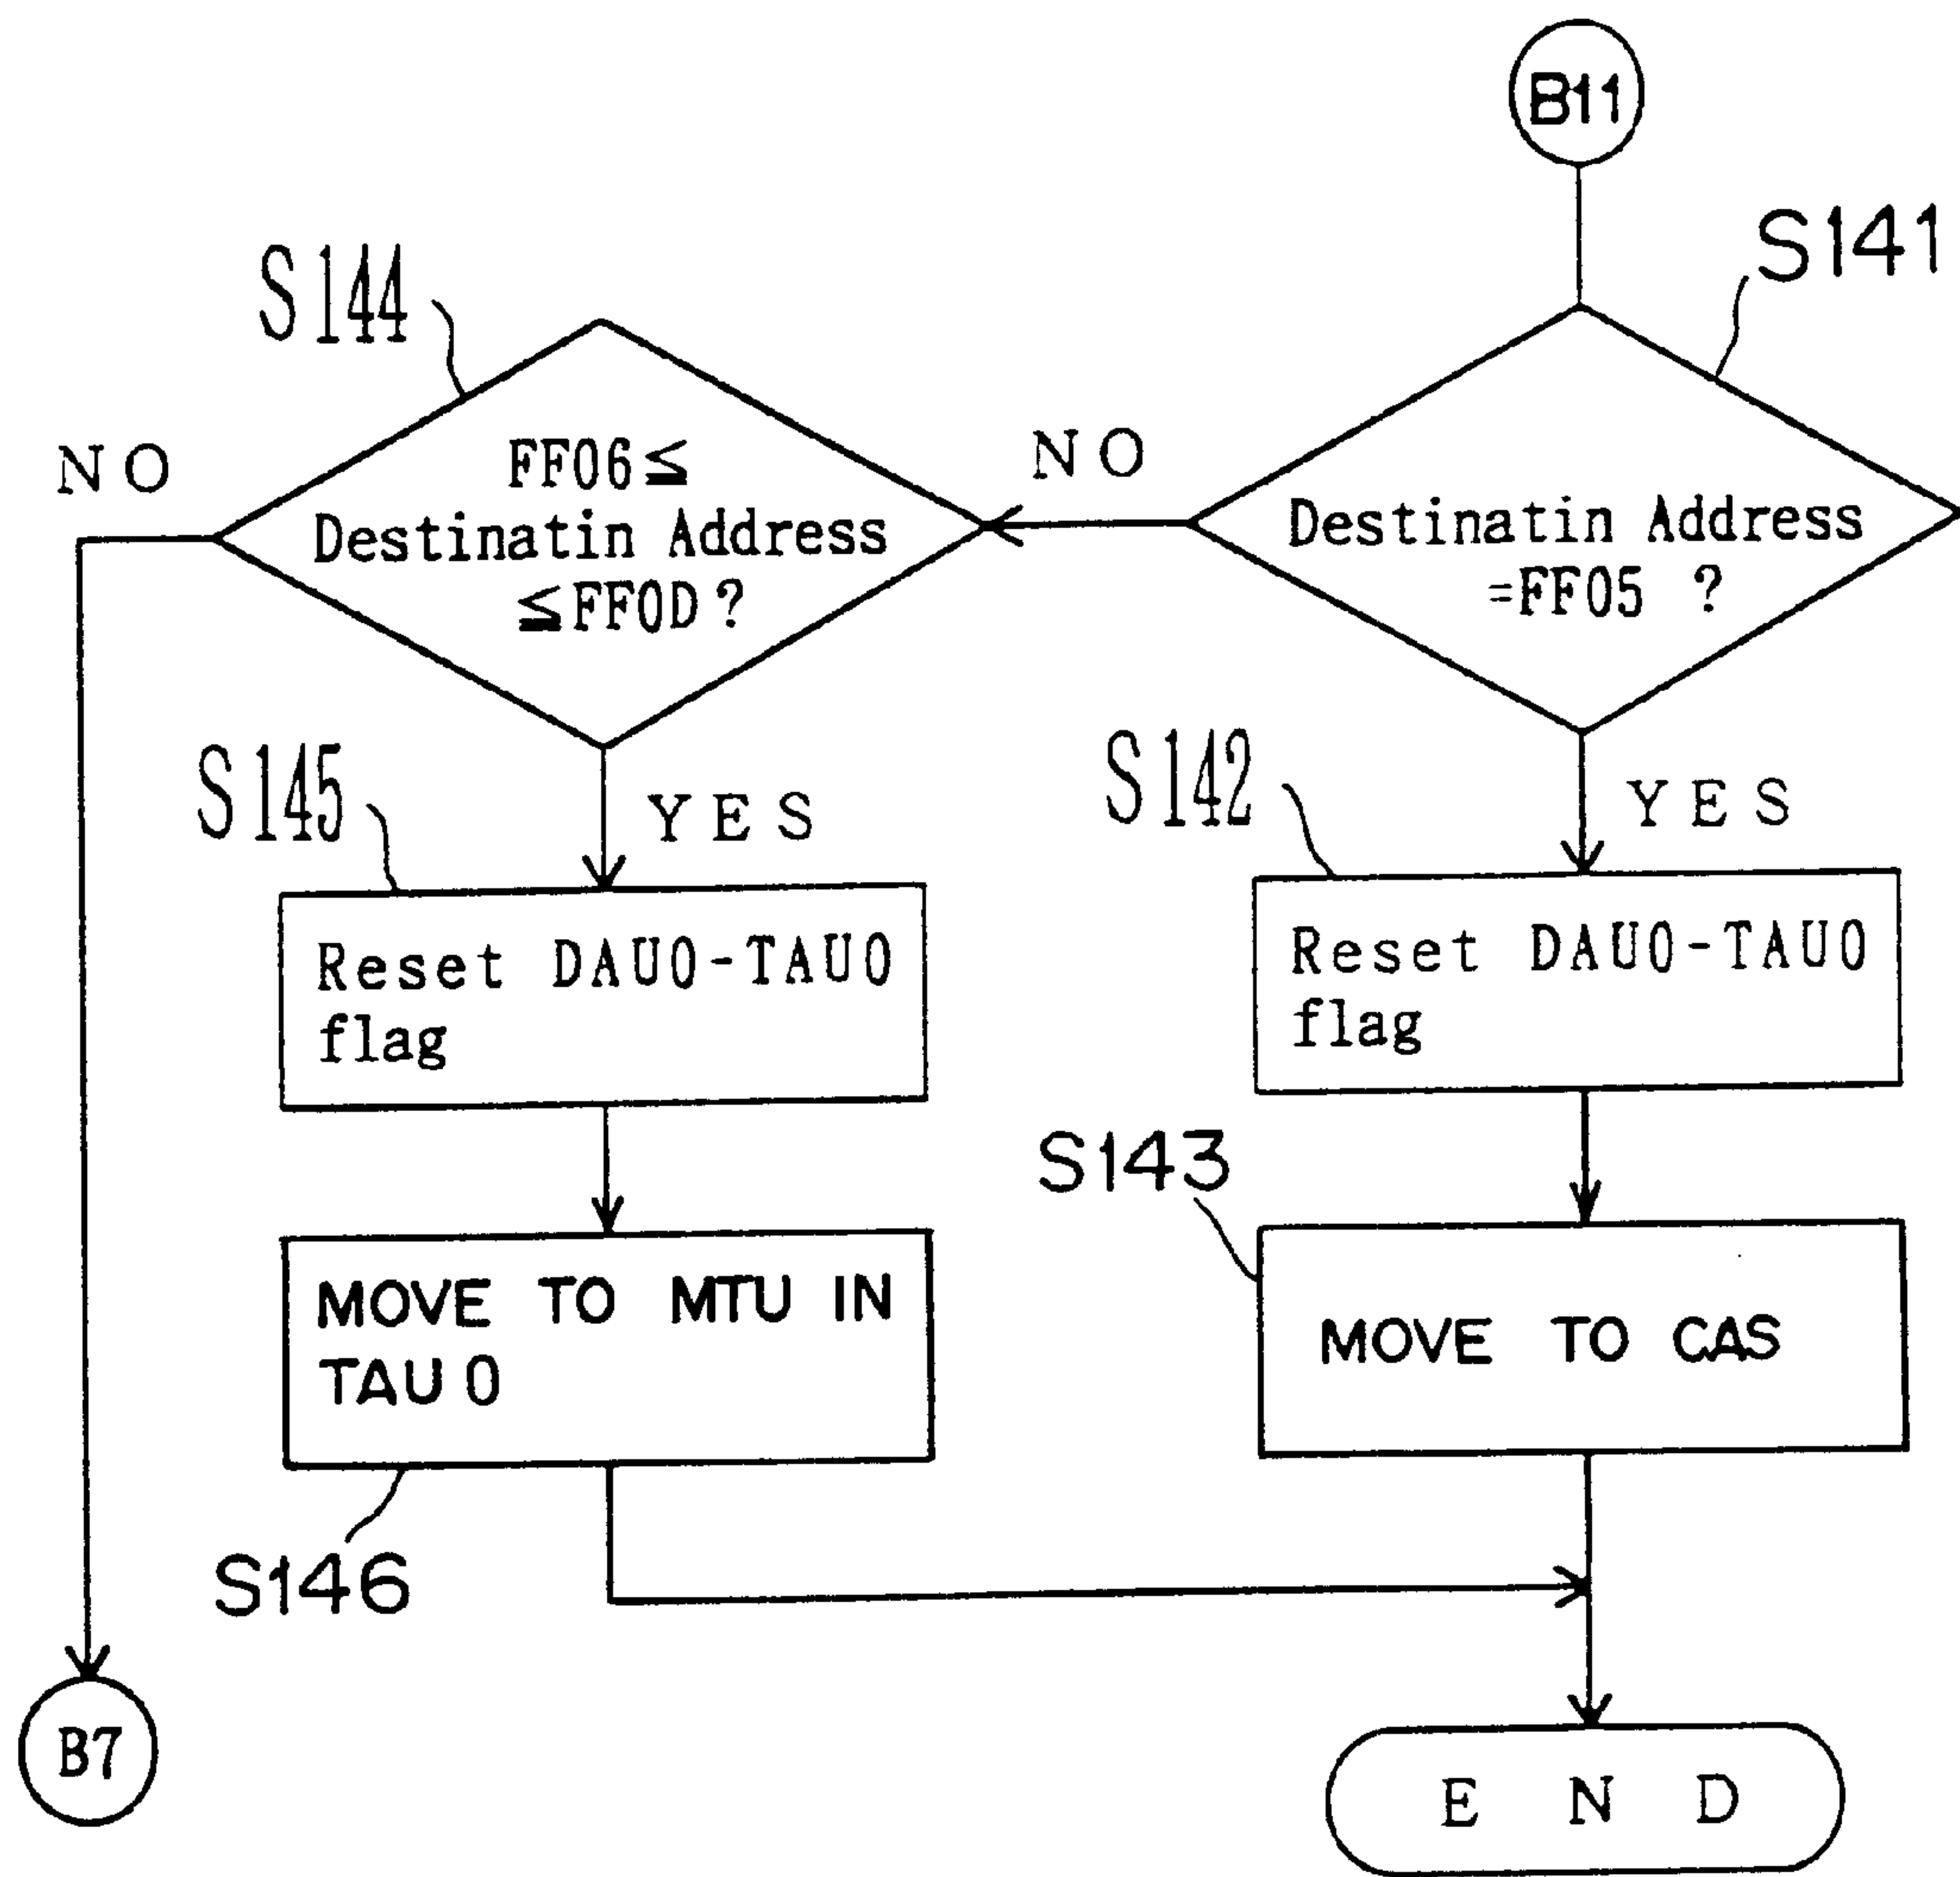 B11
S141
Destinatin Address
=FF05 ?
NO
S144
FF06≦
Destinatin Address
≦FF0D?
NO
YES
S142
Reset DAU0-TAU0
flag
S143
MOVE TO CAS
YES
S145
Reset DAU0-TAU0
flag
MOVE TO MTU IN
TAU 0
S146
B7
END